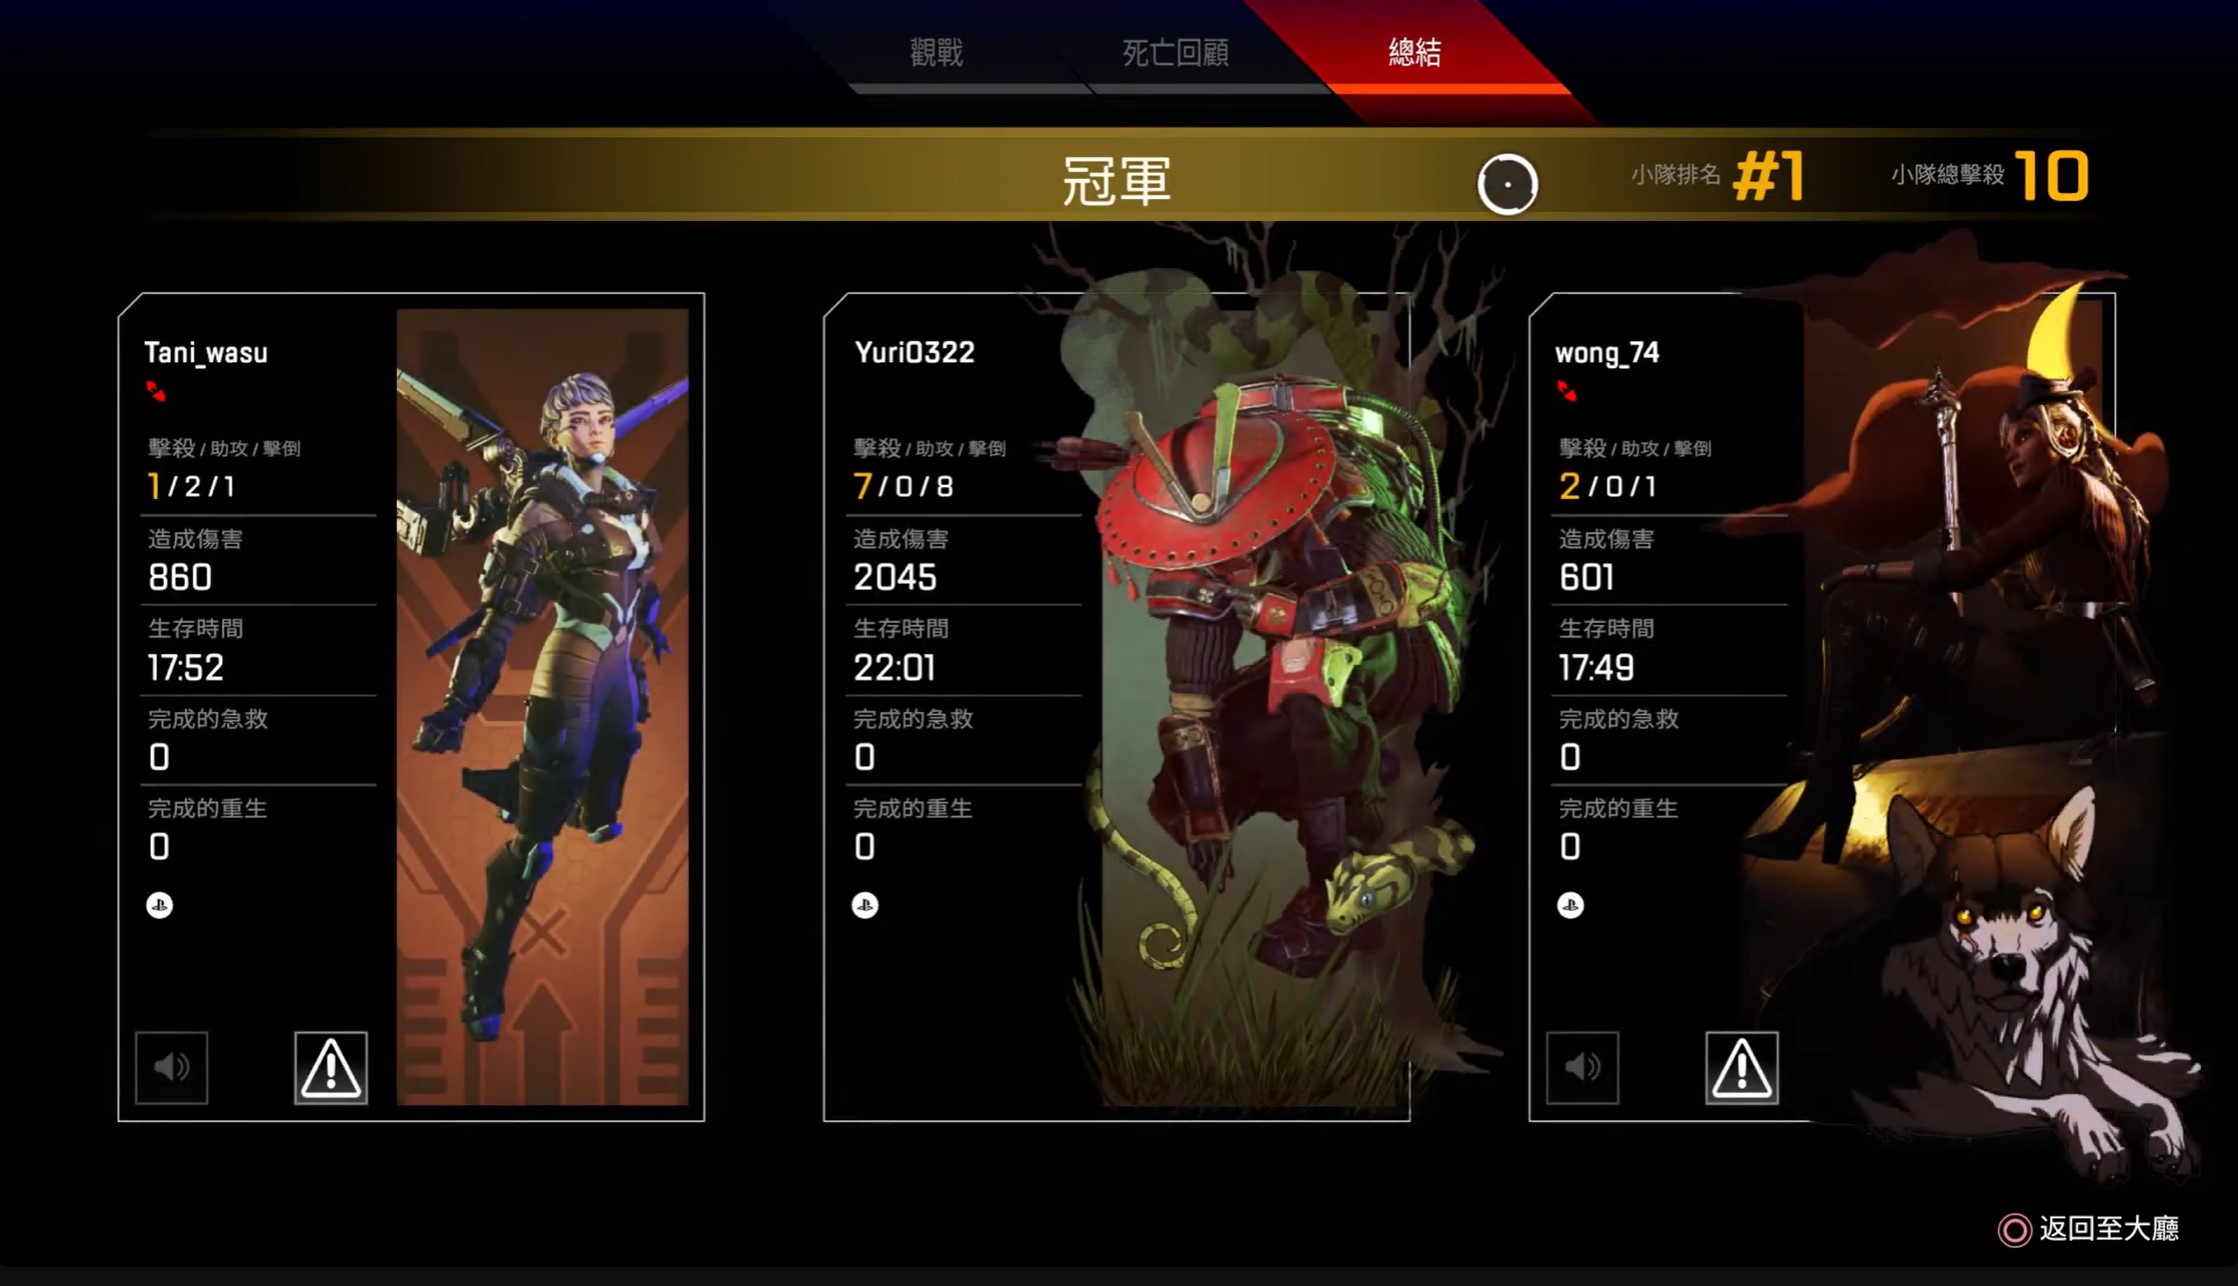 觀戰
死亡回顧
總結
冠軍
小隊排名 #1
小隊總擊殺 10
Tani_wasu
擊殺/助攻/擊倒
1/2/1
造成傷害
860
生存時間
17:52
完成的急救
0
完成的重生
0
Yuri0322
擊殺/助攻/擊倒
7/0/8
造成傷害
2045
生存時間
22:01
完成的急救
0
完成的重生
0
wong_74
擊殺/助攻/擊倒
2/0/1
造成傷害
601
生存時間
17:49
完成的急救
0
完成的重生
0
返回至大廳